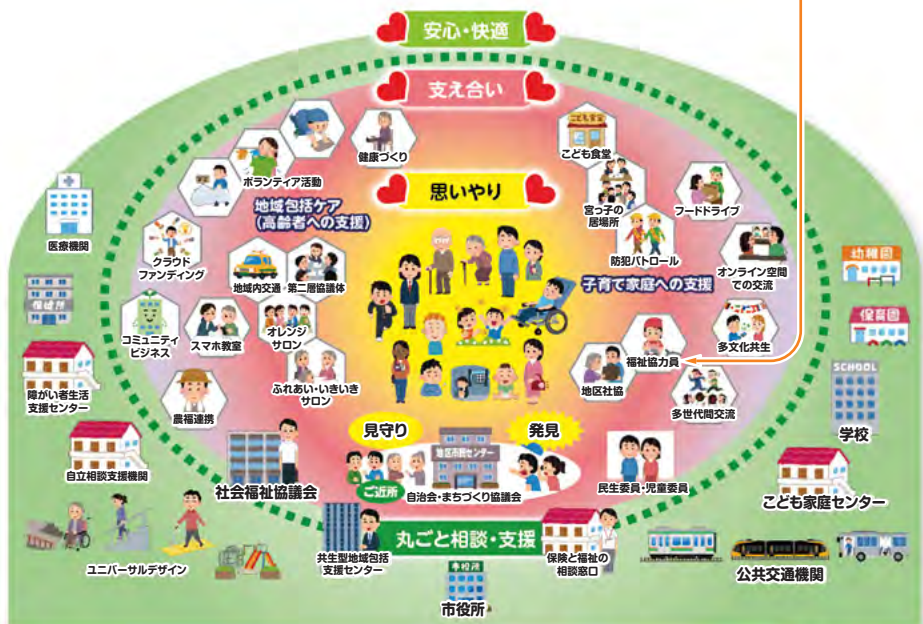 安心・快適
支え合い
思いやり
健康づくり
ボランティア活動
地域包括ケア
(高齢者への支援)
クラウド
ファンディング
地域内交通
第二層協議体
コミュニティ
ビジネス
スマホ教室
オレンジ
サロン
ふれあい・いきいき
サロン
農福連携
こども食堂
こども食堂
宮っ子の
居場所
フードドライブ
防犯パトロール
オンライン空間
での交流
子育て家庭への支援
多文化共生
福祉協力員
地区社協
多世代間交流
医療機関
保健所
障がい者生活
支援センター
自立相談支援機関
ユニバーサルデザイン
幼稚園
保育園
SCHOOL
学校
こども家庭センター
公共交通機関
社会福祉協議会
見守り
発見
地区市民センター
ご近所
自治会・まちづくり協議会
民生委員・児童委員
丸ごと相談・支援
共生型地域包括
支援センター
保険と福祉の
相談窓口
市役所
市役所